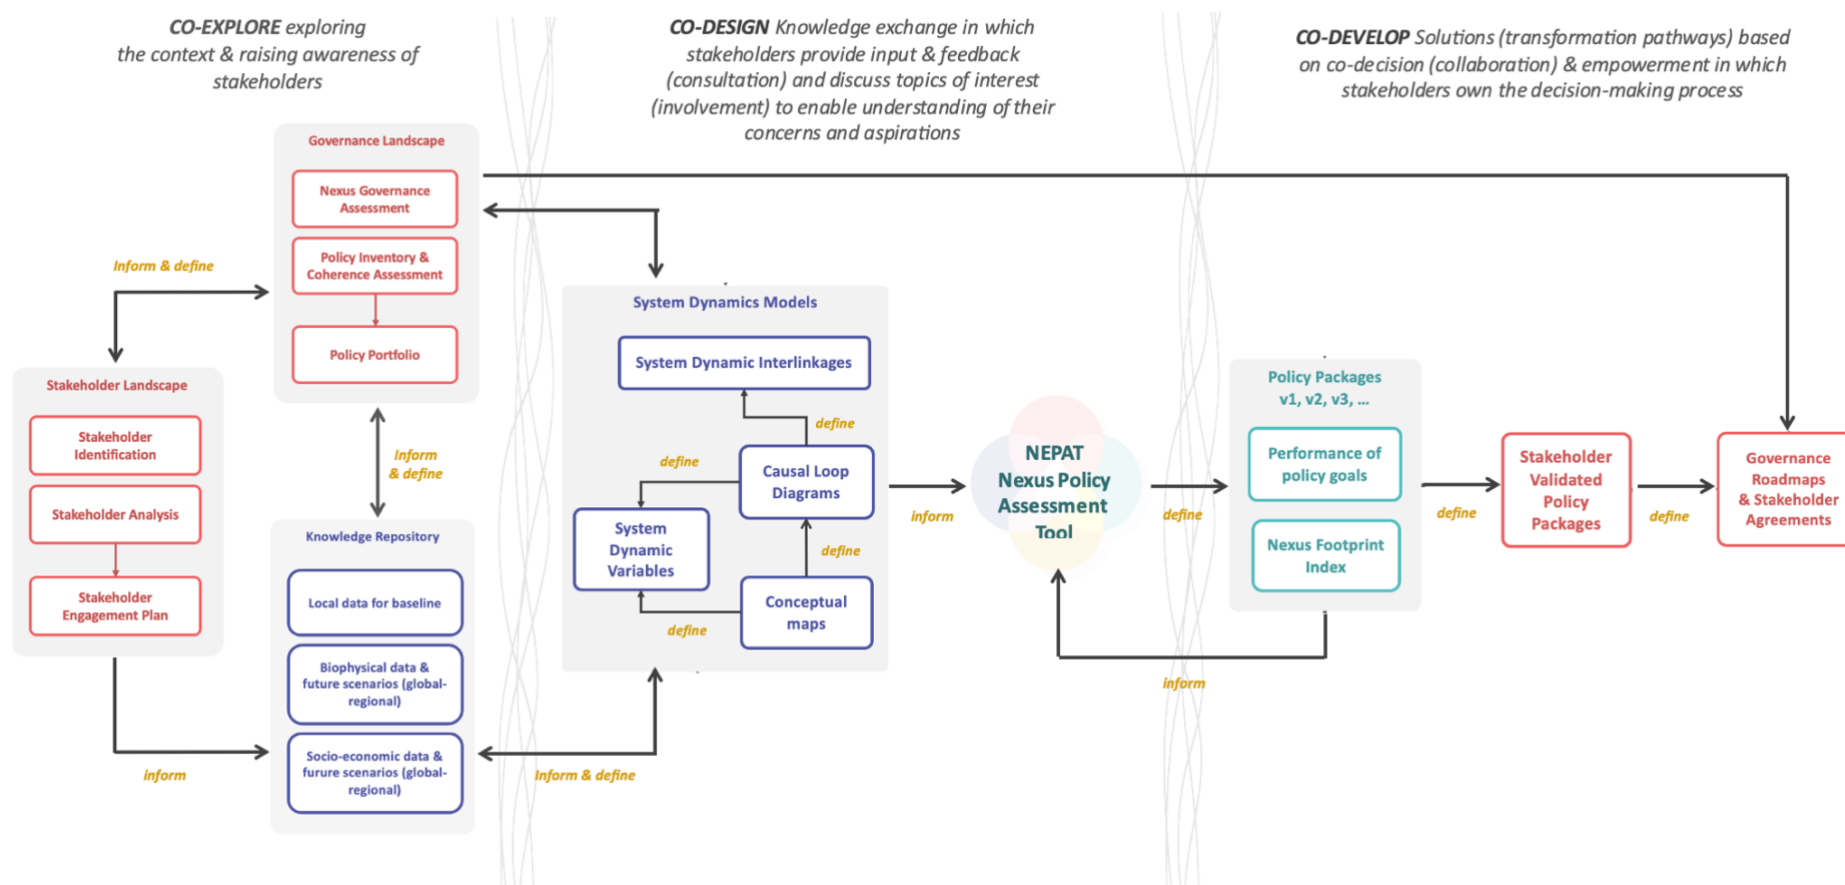 CO-EXPLORE exploring
the context & raising awareness of
stakeholders
CO-DESIGN Knowledge exchange in which
stakeholders provide input & feedback
(consultation) and discuss topics of interest
(involvement) to enable understanding of their
concerns and aspirations
CO-DEVELOP Solutions (transformation pathways) based
on co-decision (collaboration) & empowerment in which
stakeholders own the decision-making process
Governance Landscape
Nexus Governance
Assessment
Policy Inventory &
Coherence Assessment
Policy Portfolio
Inform & define
Stakeholder Landscape
Stakeholder
Identification
Stakeholder Analysis
Stakeholder
Engagement Plan
inform
Inform
& define
Knowledge Repository
Local data for baseline
Biophysical data &
future scenarios (global-
regional)
Socio-economic data &
furure scenarios (global-
regional)
Inform & define
System Dynamics Models
System Dynamic Interlinkages
define
define
Causal Loop
Diagrams
System
Dynamic
Variables
define
Conceptual
maps
define
inform
NEPAT
Nexus Policy
Assessment
Tool
define
inform
Policy Packages
v1, v2, v3, ...
Performance of
policy goals
Nexus Footprint
Index
define
Stakeholder
Validated
Policy
Packages
define
Governance
Roadmaps
& Stakeholder
Agreements